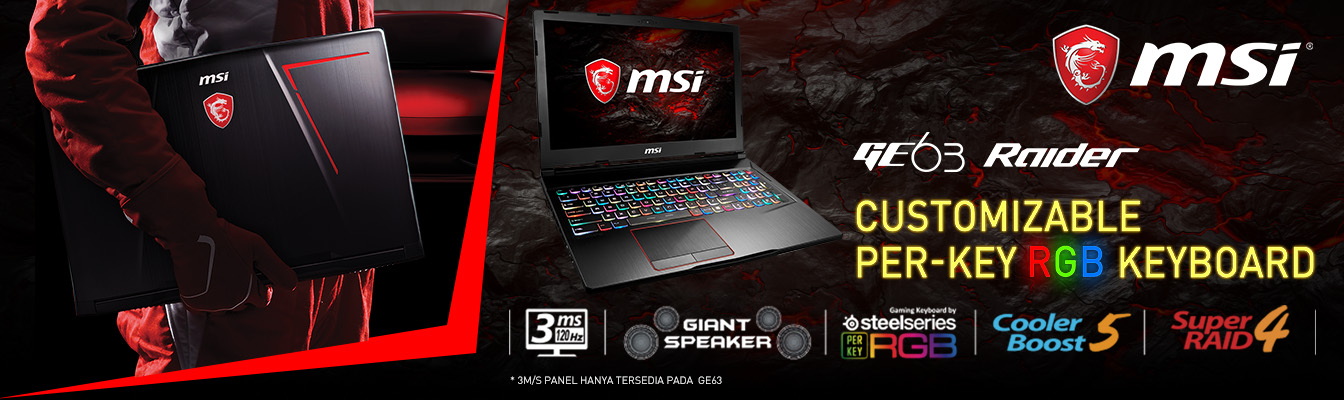 msi
msi
msi
msi®
GE63 Raider
CUSTOMIZABLE
PER-KEY RGB KEYBOARD
3ms
120Hz
GIANT
SPEAKER
Gaming Keyboard by
steelseries
PER
KEY
RGB
Cooler
Boost 5
Super
RAID 4
* 3M/S PANEL HANYA TERSEDIA PADA GE63